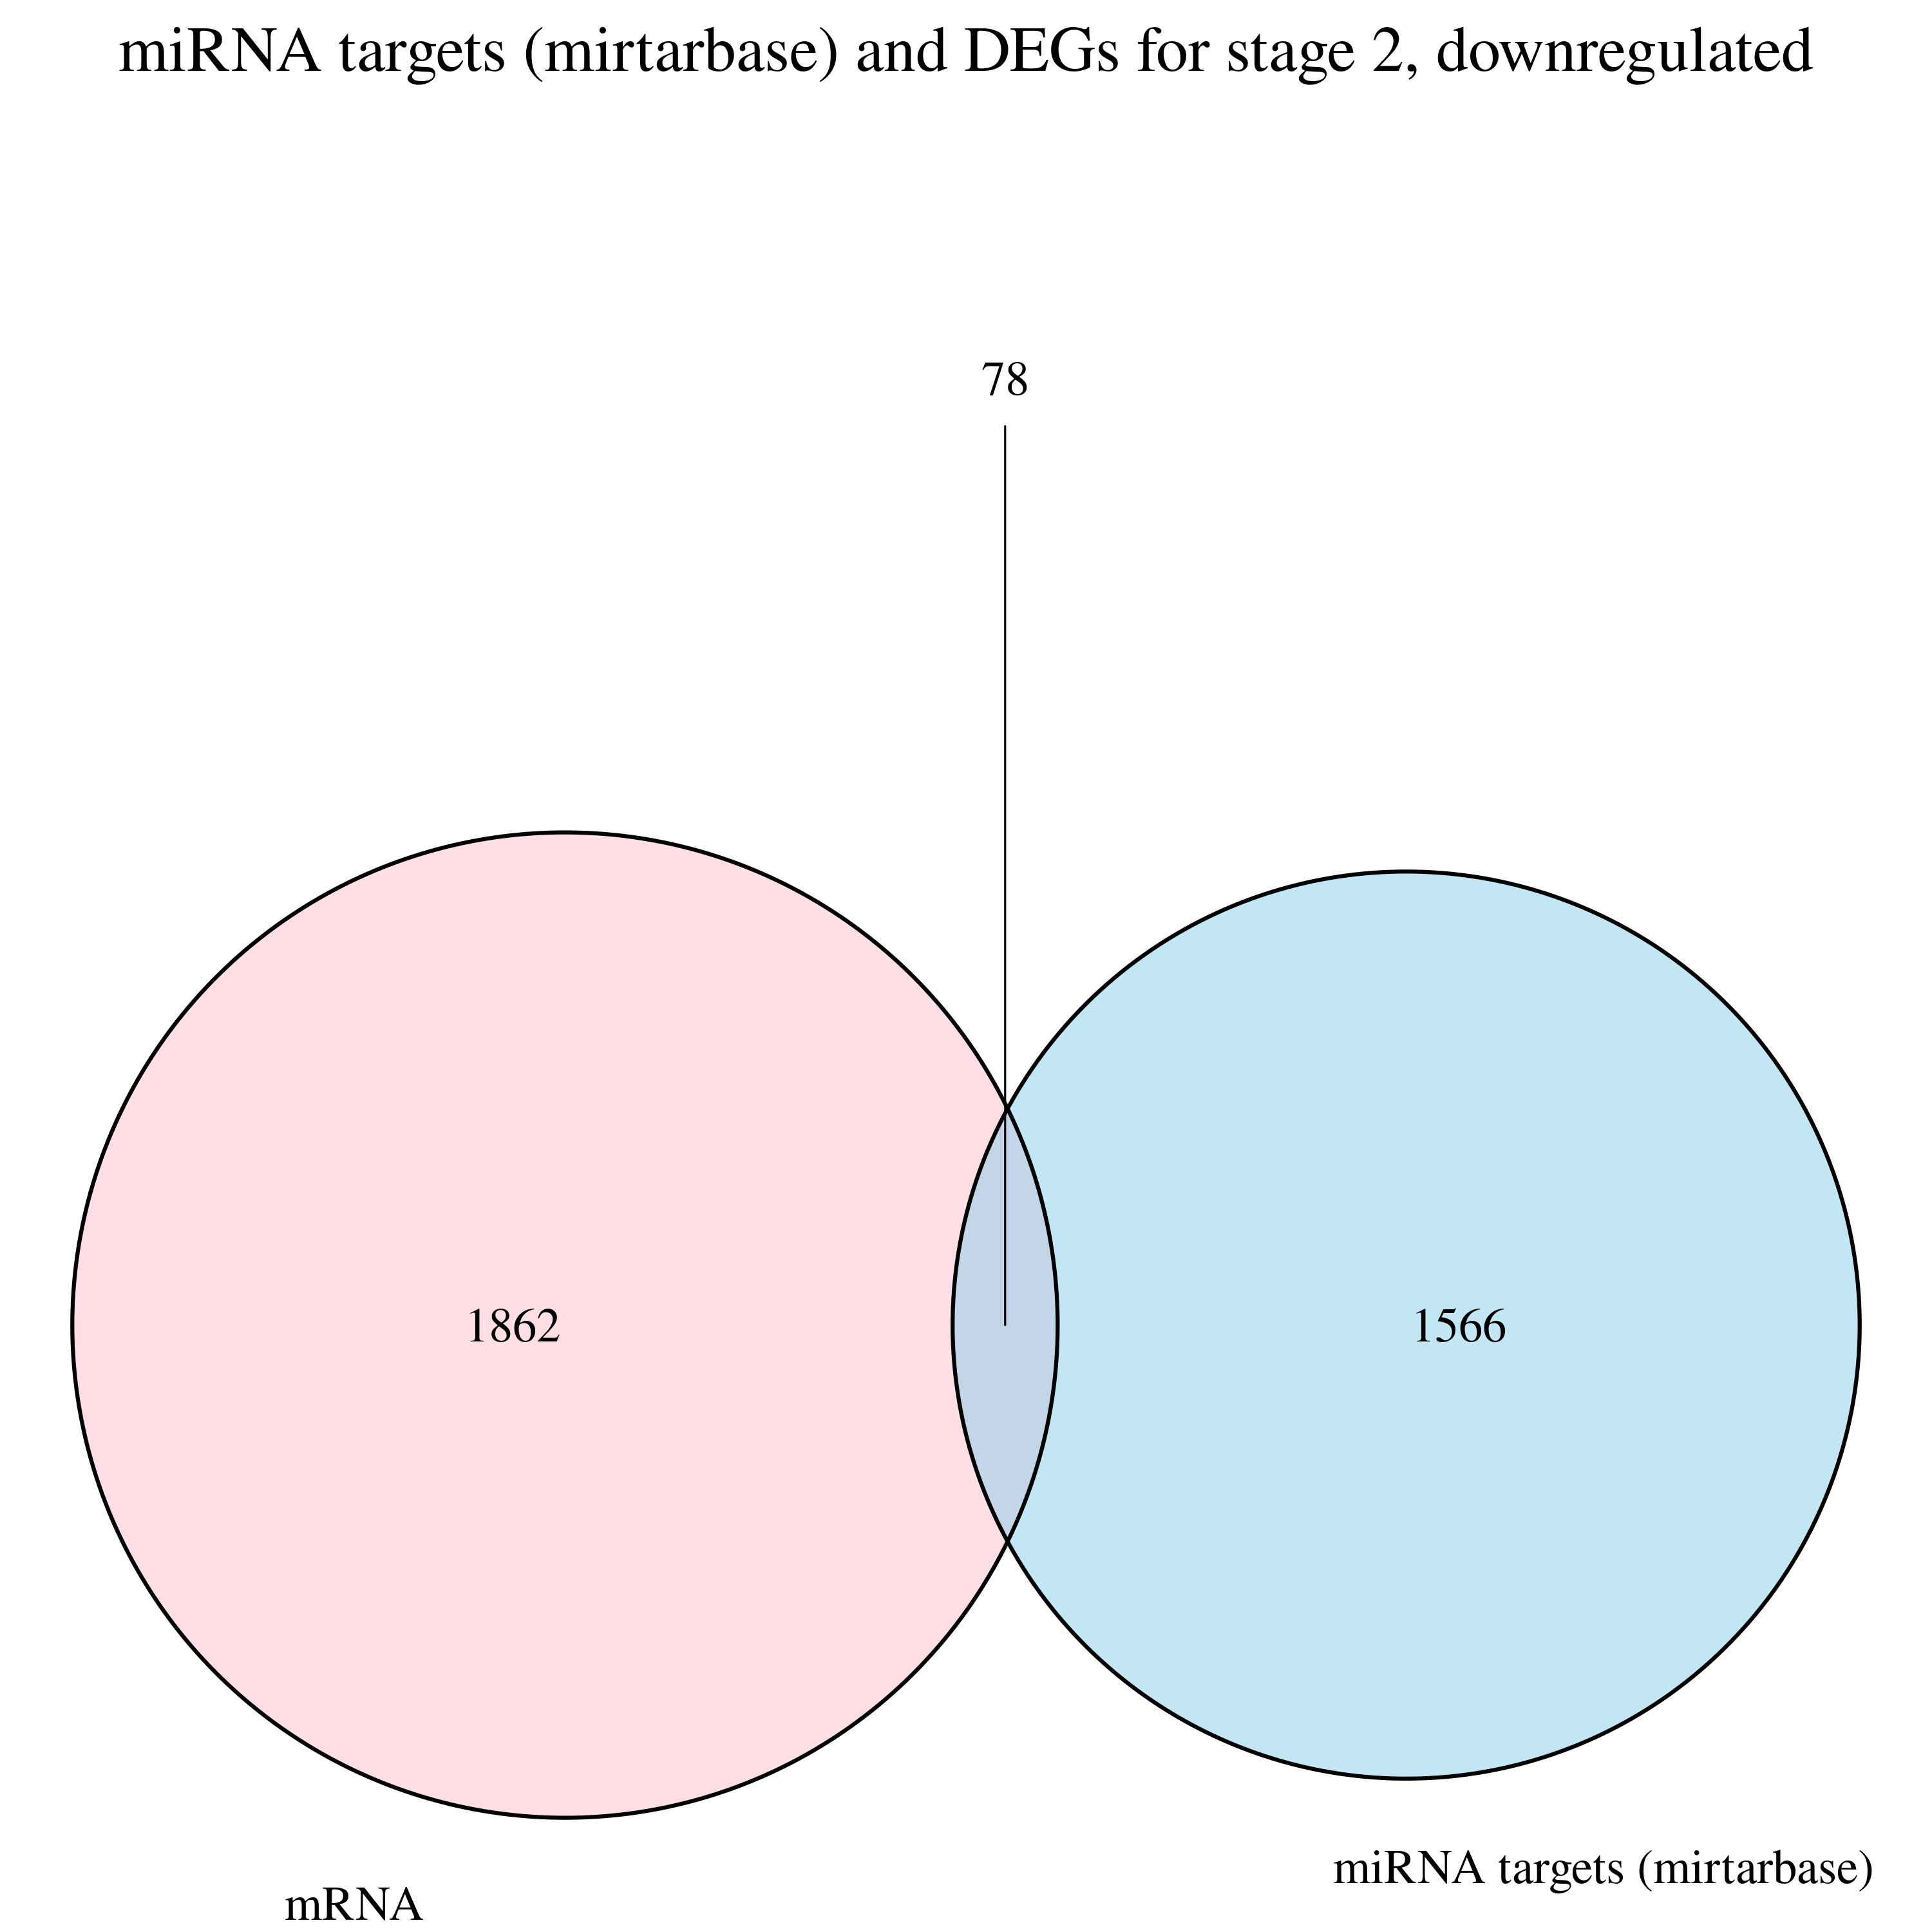 miRNA targets (mirtarbase) and DEGs for stage 2, downregulated
78
1862
1566
miRNA targets (mirtarbase)
mRNA